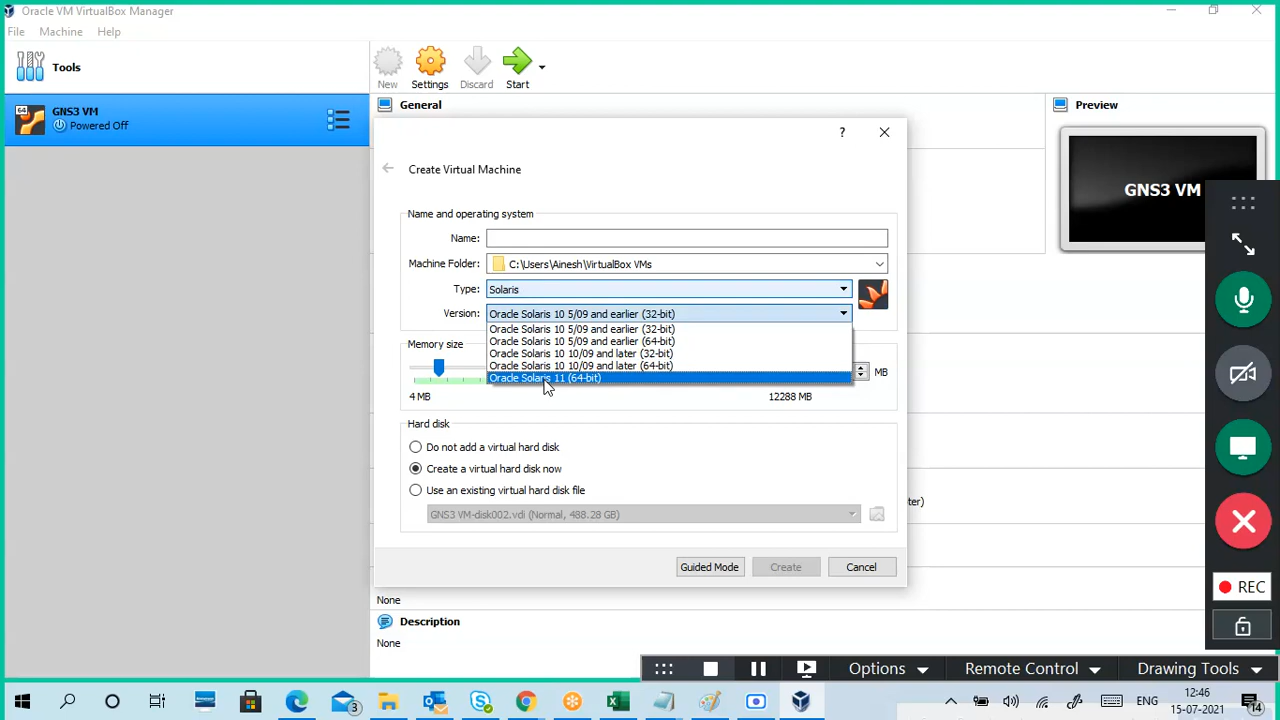 Oracle VM VirtualBox Manager
File Machine Help
Tools
New Settings Discard Start
64 GNS3 VM
Powered Off
General
Preview
GNS3 VM
?
Create Virtual Machine
Name and operating system
Name:
Machine Folder: C:\Users\Ainesh\VirtualBox VMs
Type: Solaris
Version: Oracle Solaris 10 5/09 and earlier (32-bit)
Oracle Solaris 10 5/09 and earlier (32-bit)
Oracle Solaris 10 5/09 and earlier (64-bit)
Oracle Solaris 10 10/09 and later (32-bit)
Oracle Solaris 10 10/09 and later (64-bit)
Oracle Solaris 11 (64-bit)
Memory size
MB
4 MB 12288 MB
Hard disk
Do not add a virtual hard disk
Create a virtual hard disk now
Use an existing virtual hard disk file
GNS3 VM-disk002.vdi (Normal, 488.28 GB)
ter)
Guided Mode Create Cancel
None
Description
None
REC
Options Remote Control Drawing Tools
3
ENG
12:46
15-07-2021
14